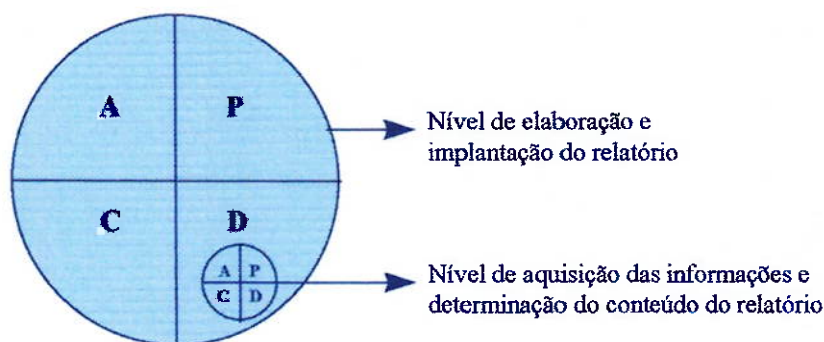 A P
Nível de elaboração e
implantação do relatório
C D
A P
C D
Nível de aquisição das informações e
determinação do conteúdo do relatório